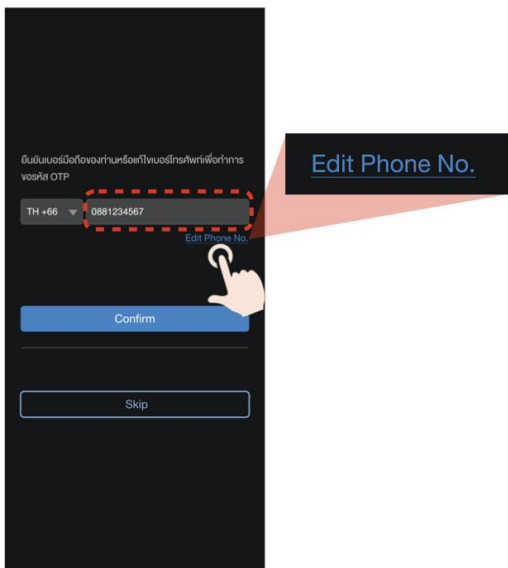 ยืนยันเบอร์มือถือของท่านหรือแก้ไขเบอร์โทรศัพท์เพื่อทำการ
ขอรหัส OTP
TH +66
0881234567
Edit Phone No.
Edit Phone No.
Confirm
Skip